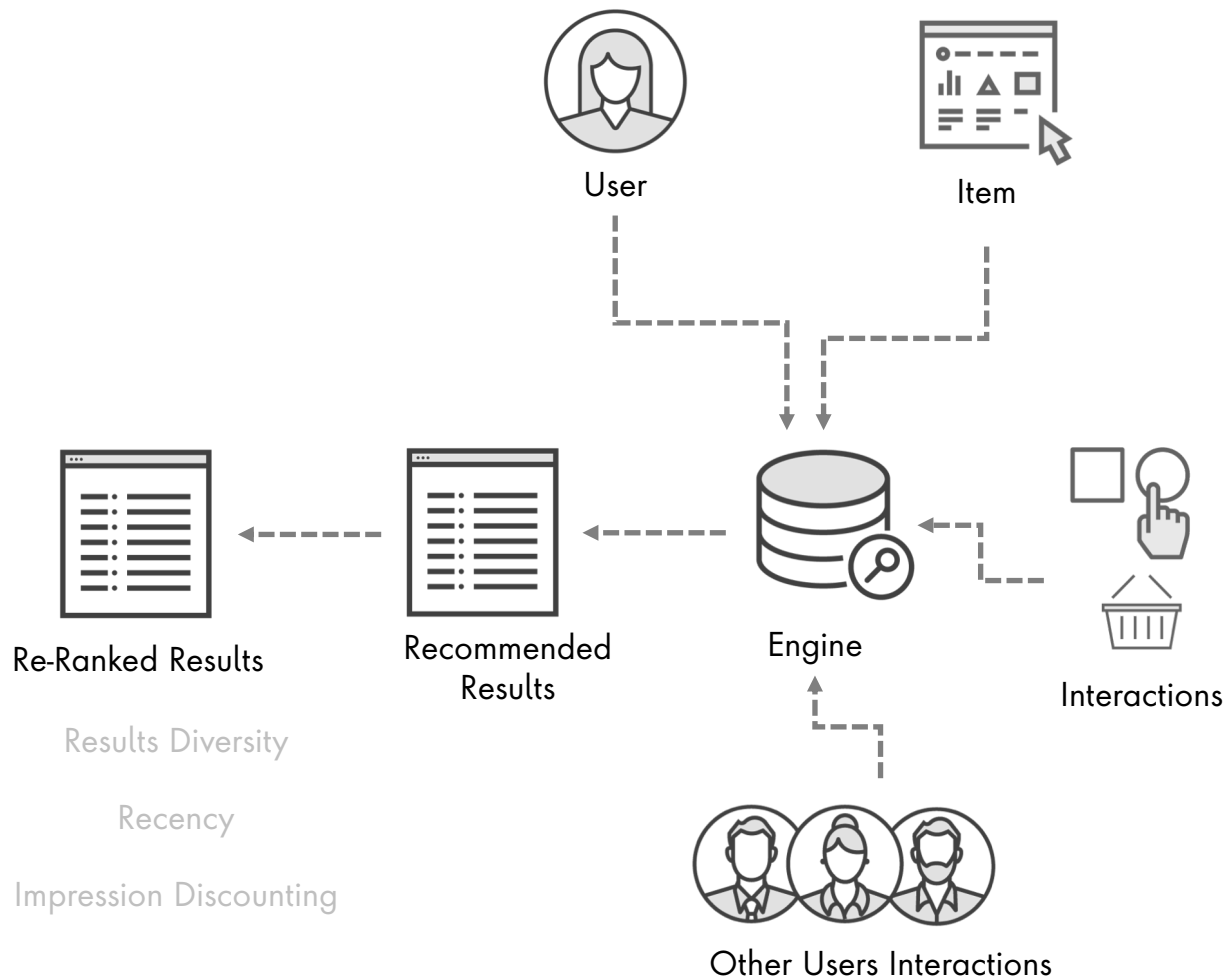 User
Item
Re-Ranked Results
Recommended
Results
Engine
Interactions
Results Diversity
Recency
Impression Discounting
Other Users Interactions